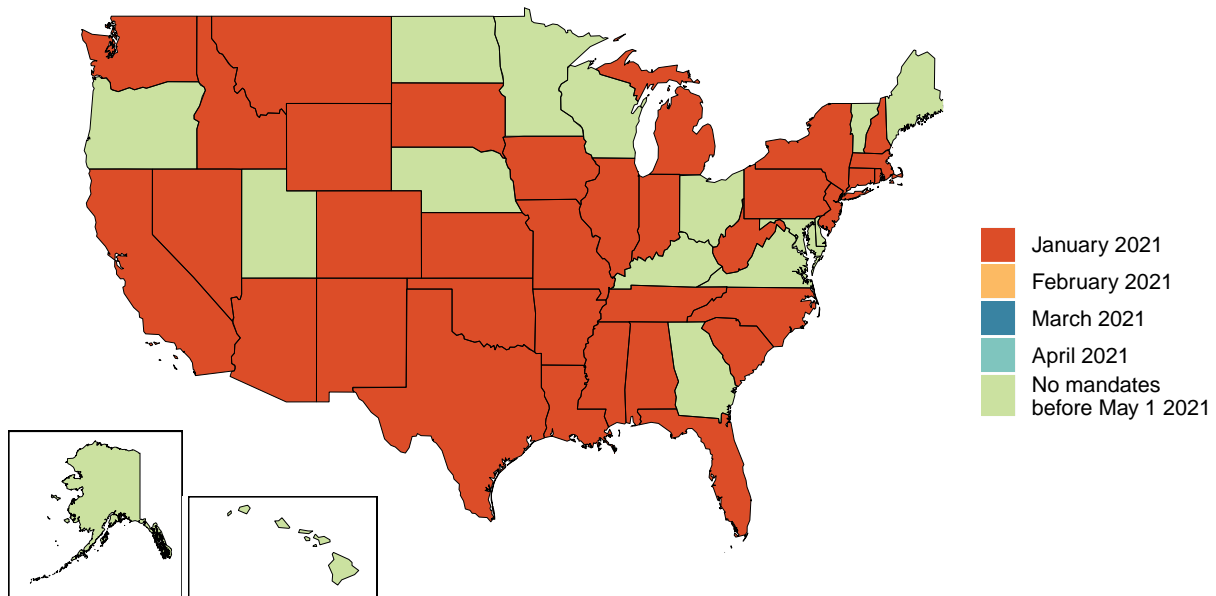 January 2021
February 2021
March 2021
April 2021
No mandates
before May 1 2021